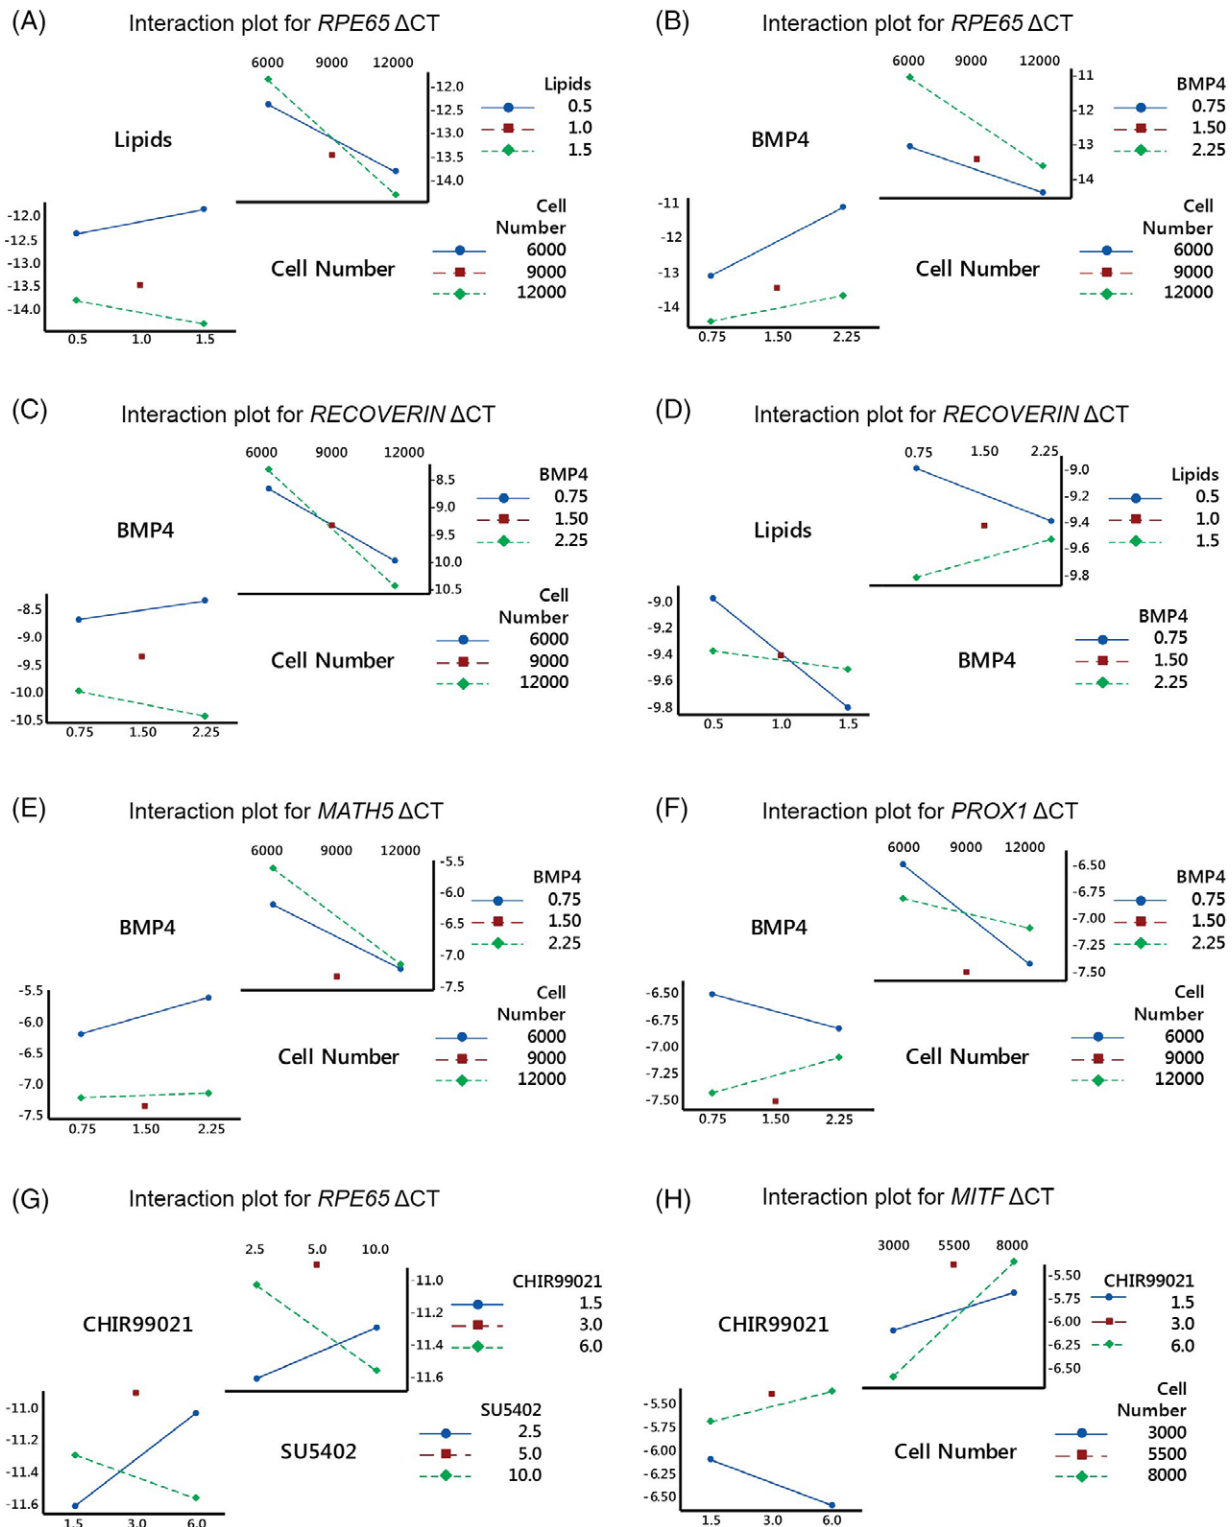 (A)
Interaction plot for RPE65 ΔCT
6000 9000 12000
-12.0
-12.5
-13.0
-13.5
-14.0
Lipids
0.5
1.0
1.5
Lipids
-12.0
-12.5
-13.0
-13.5
-14.0
Cell Number
Cell
Number
6000
9000
12000
0.5 1.0 1.5
(B)
Interaction plot for RPE65 ΔCT
6000 9000 12000
-11
-12
-13
-14
BMP4
0.75
1.50
2.25
BMP4
-11
-12
-13
-14
Cell Number
Cell
Number
6000
9000
12000
0.75 1.50 2.25
(C)
Interaction plot for RECOVERIN ΔCT
6000 9000 12000
-8.5
-9.0
-9.5
-10.0
-10.5
BMP4
0.75
1.50
2.25
BMP4
-8.5
-9.0
-9.5
-10.0
-10.5
Cell Number
Cell
Number
6000
9000
12000
0.75 1.50 2.25
(D)
Interaction plot for RECOVERIN ΔCT
0.75 1.50 2.25
-9.0
-9.2
-9.4
-9.6
-9.8
Lipids
0.5
1.0
1.5
Lipids
-9.0
-9.2
-9.4
-9.6
-9.8
BMP4
BMP4
0.75
1.50
2.25
0.5 1.0 1.5
(E)
Interaction plot for MATH5 ΔCT
6000 9000 12000
-5.5
-6.0
-6.5
-7.0
-7.5
BMP4
0.75
1.50
2.25
BMP4
-5.5
-6.0
-6.5
-7.0
-7.5
Cell Number
Cell
Number
6000
9000
12000
0.75 1.50 2.25
(F)
Interaction plot for PROX1 ΔCT
6000 9000 12000
-6.50
-6.75
-7.00
-7.25
-7.50
BMP4
0.75
1.50
2.25
BMP4
-6.50
-6.75
-7.00
-7.25
-7.50
Cell Number
Cell
Number
6000
9000
12000
0.75 1.50 2.25
(G)
Interaction plot for RPE65 ΔCT
2.5 5.0 10.0
-11.0
-11.2
-11.4
-11.6
CHIR99021
1.5
3.0
6.0
CHIR99021
-11.0
-11.2
-11.4
-11.6
SU5402
SU5402
2.5
5.0
10.0
1.5 3.0 6.0
(H)
Interaction plot for MITF ΔCT
3000 5500 8000
-5.50
-5.75
-6.00
-6.25
-6.50
CHIR99021
1.5
3.0
6.0
CHIR99021
-5.50
-5.75
-6.00
-6.25
-6.50
Cell Number
Cell
Number
3000
5500
8000
1.5 3.0 6.0